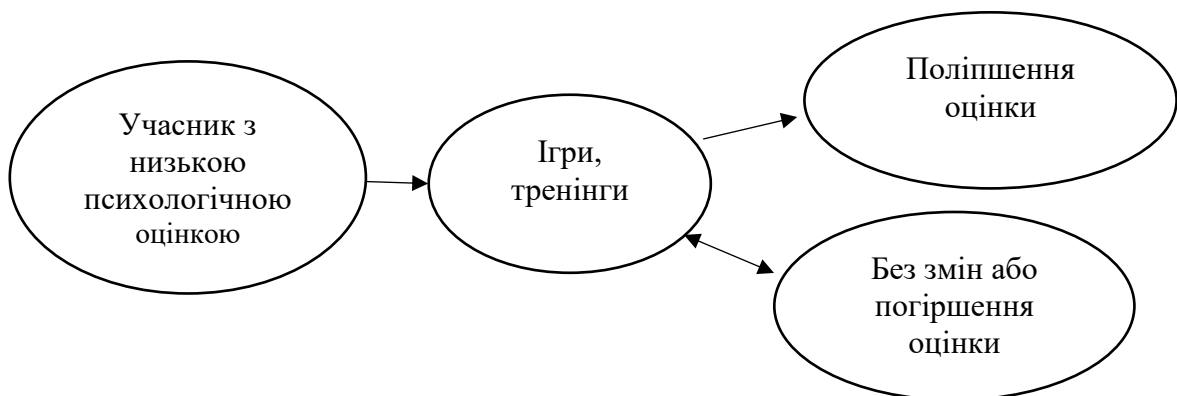 Учасник з
низькою
психологічною
оцінкою
Ігри,
тренінги
Поліпшення
оцінки
Без змін або
погіршення
оцінки